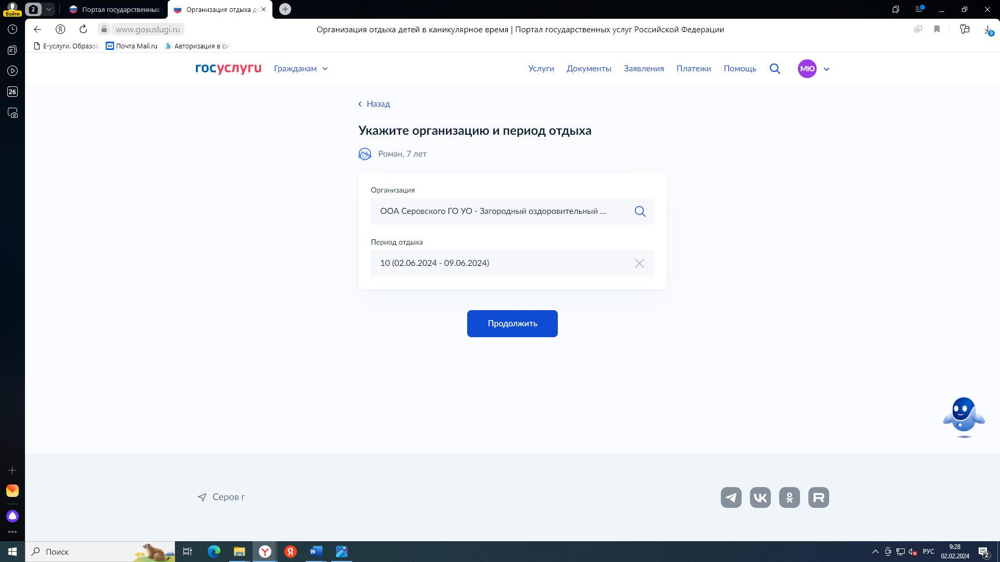 2
Портал государственных
Организация отдыха де
Войти
www.gosuslugi.ru
Организация отдыха детей в каникулярное время | Портал государственных услуг Российской Федерации
9
Е-услуги. Образов
Почта Mail.ru
Авторизация в си
26
госуслуги
Гражданам
Услуги
Документы
Заявления
Платежи
Помощь
МЮ
Назад
Укажите организацию и период отдыха
Роман, 7 лет
Организация
ООА Серовского ГО УО - Загородный оздоровительный ...
Период отдыха
10 (02.06.2024 - 09.06.2024)
Продолжить
Серов г
Поиск
РУС
9:28
02.02.2024
2